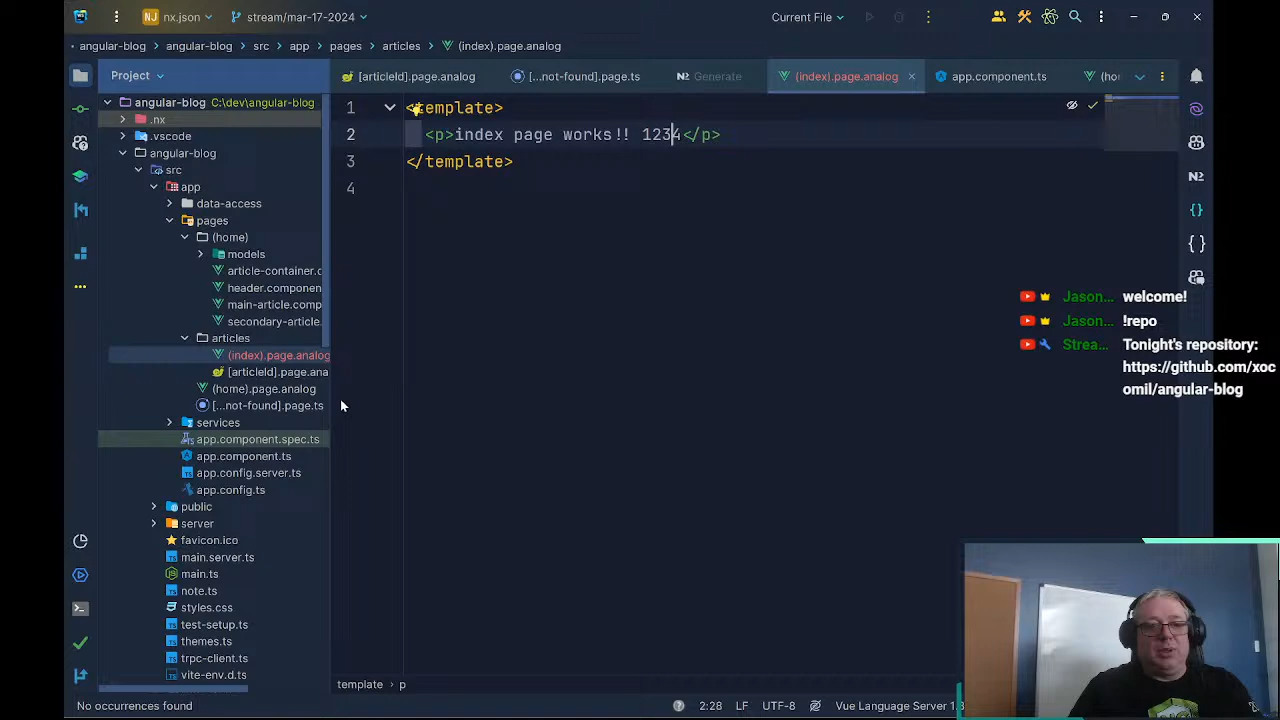 nx.json
stream/mar-17-2024
Current File
angular-blog
angular-blog
src
app
pages
articles
(index).page.analog
Project
[articleId].page.analog
[...not-found].page.ts
Generate
(index).page.analog
app.component.ts
(ho
angular-blog C:\dev\angular-blog
.nx
.vscode
angular-blog
src
app
data-access
pages
(home)
models
article-container.c
header.componen
main-article.comp
secondary-article.
articles
(index).page.analog
[articleId].page.ana
(home).page.analog
[...not-found].page.ts
services
app.component.spec.ts
app.component.ts
app.config.server.ts
app.config.ts
public
server
favicon.ico
main.server.ts
main.ts
note.ts
styles.css
test-setup.ts
themes.ts
trpc-client.ts
vite-env.d.ts
1 <template>
2 <p>index page works!! 1234</p>
3 </template>
4
Jason... welcome!
Jason... !repo
Strea... Tonight's repository:
https://github.com/xoc
omil/angular-blog
template > p
No occurrences found
2:28
LF
UTF-8
Vue Language Server 1.8